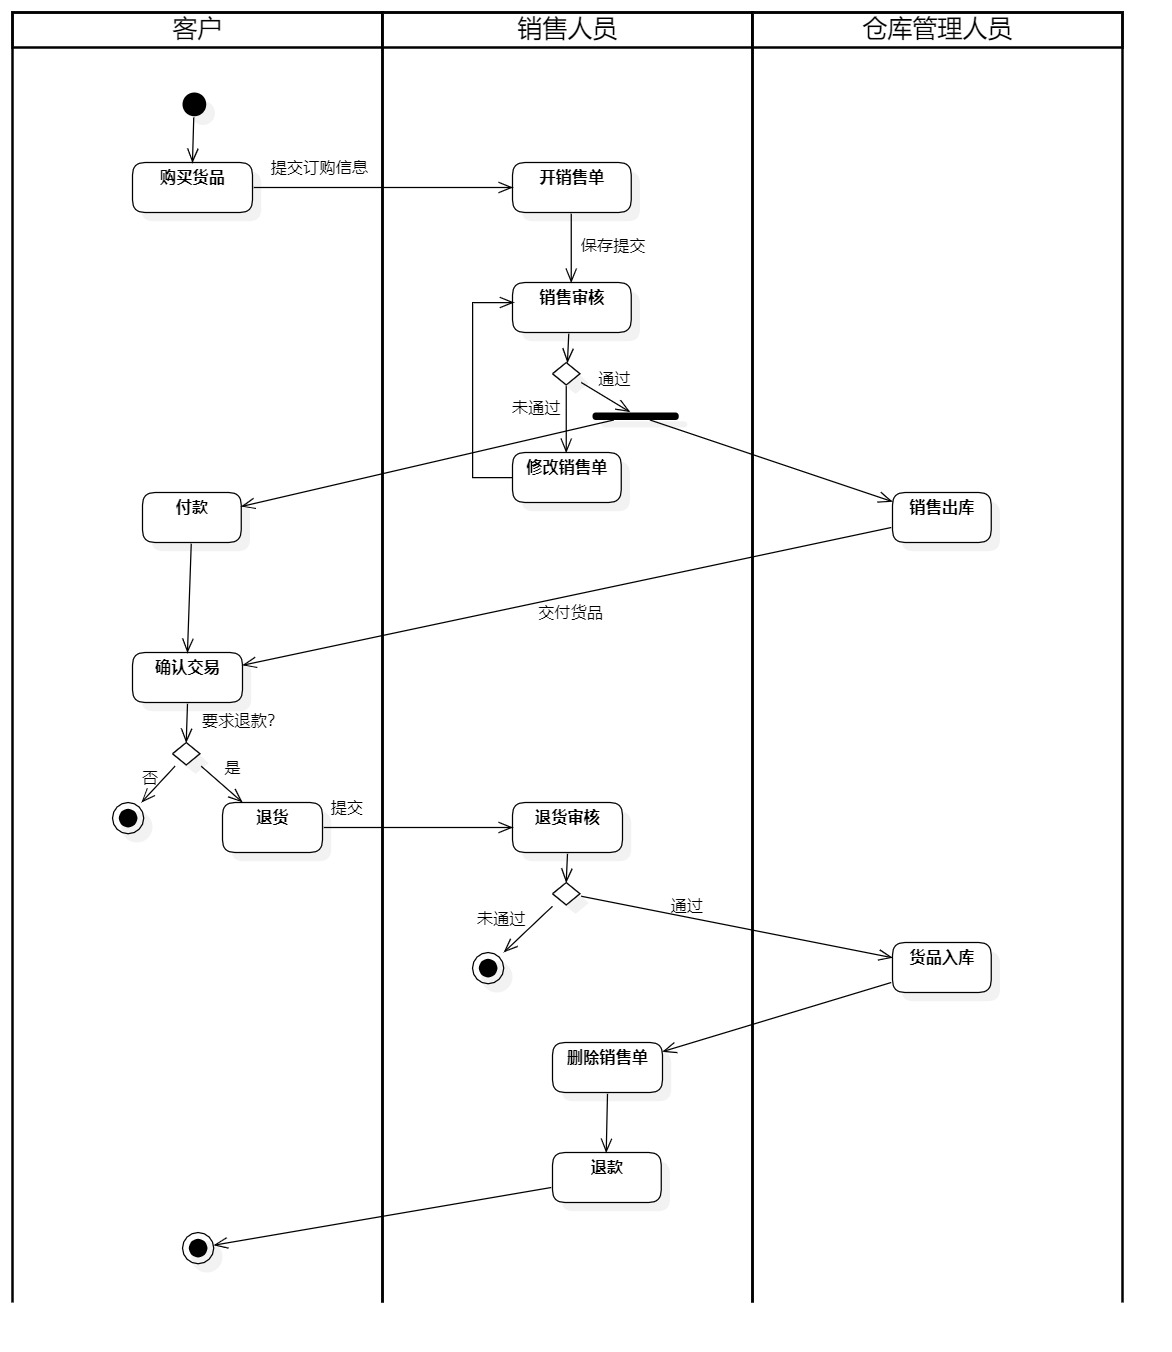 客户
销售人员
仓库管理人员
购买货品
提交订购信息
开销售单
保存提交
销售审核
通过
未通过
修改销售单
付款
销售出库
交付货品
确认交易
要求退款?
否
是
退货
提交
退货审核
未通过
通过
货品入库
删除销售单
退款